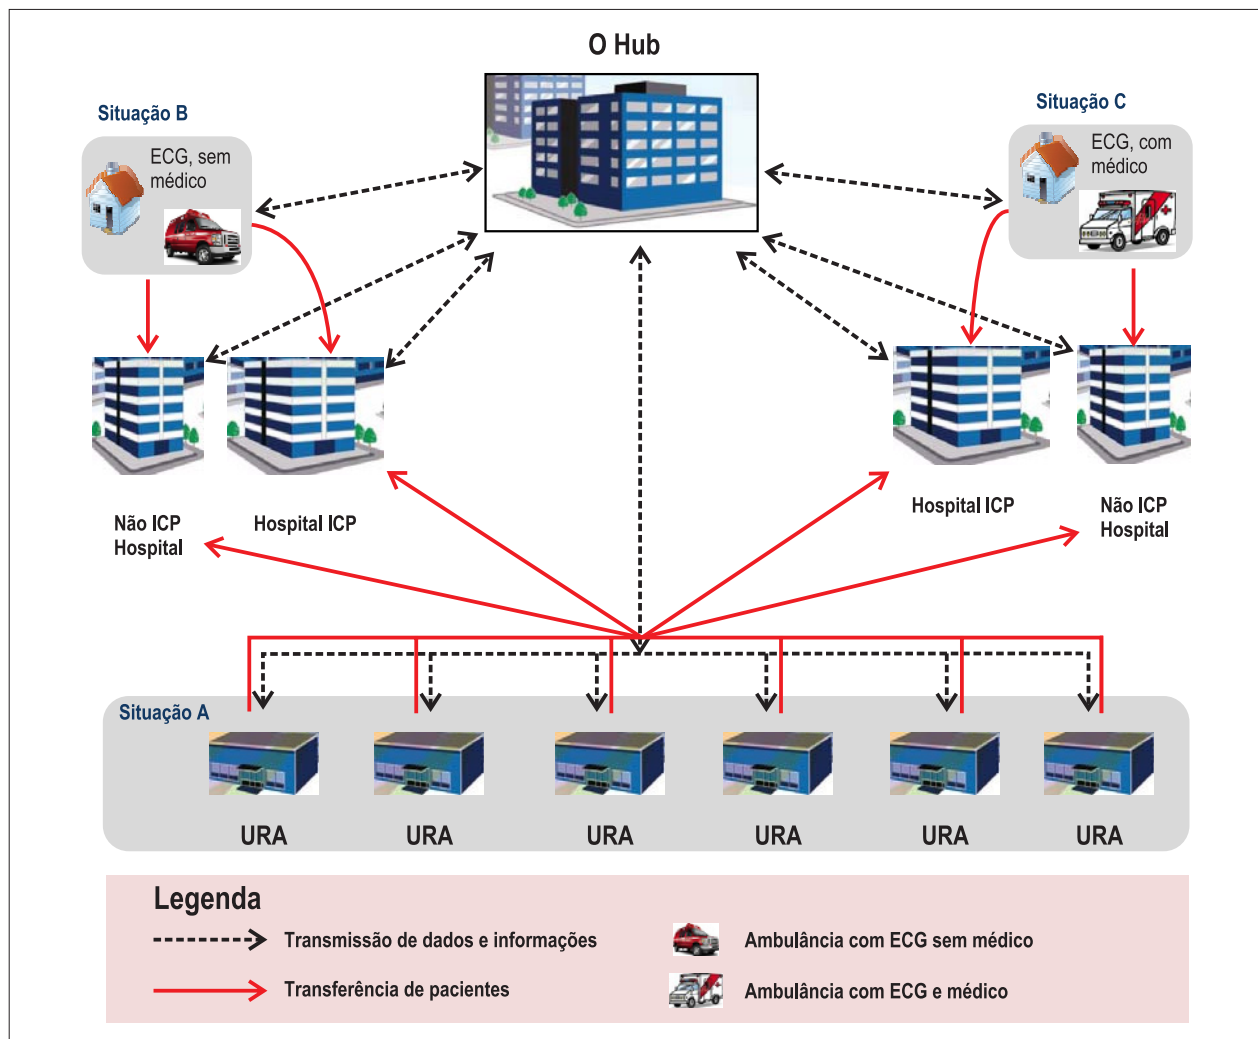 O Hub
Situação B
ECG, sem
médico
Situação C
ECG, com
médico
Não ICP
Hospital
Hospital ICP
Hospital ICP
Não ICP
Hospital
Situação A
URA
URA
URA
URA
URA
URA
Legenda
Transmissão de dados e informações
Ambulância com ECG sem médico
Transferência de pacientes
Ambulância com ECG e médico